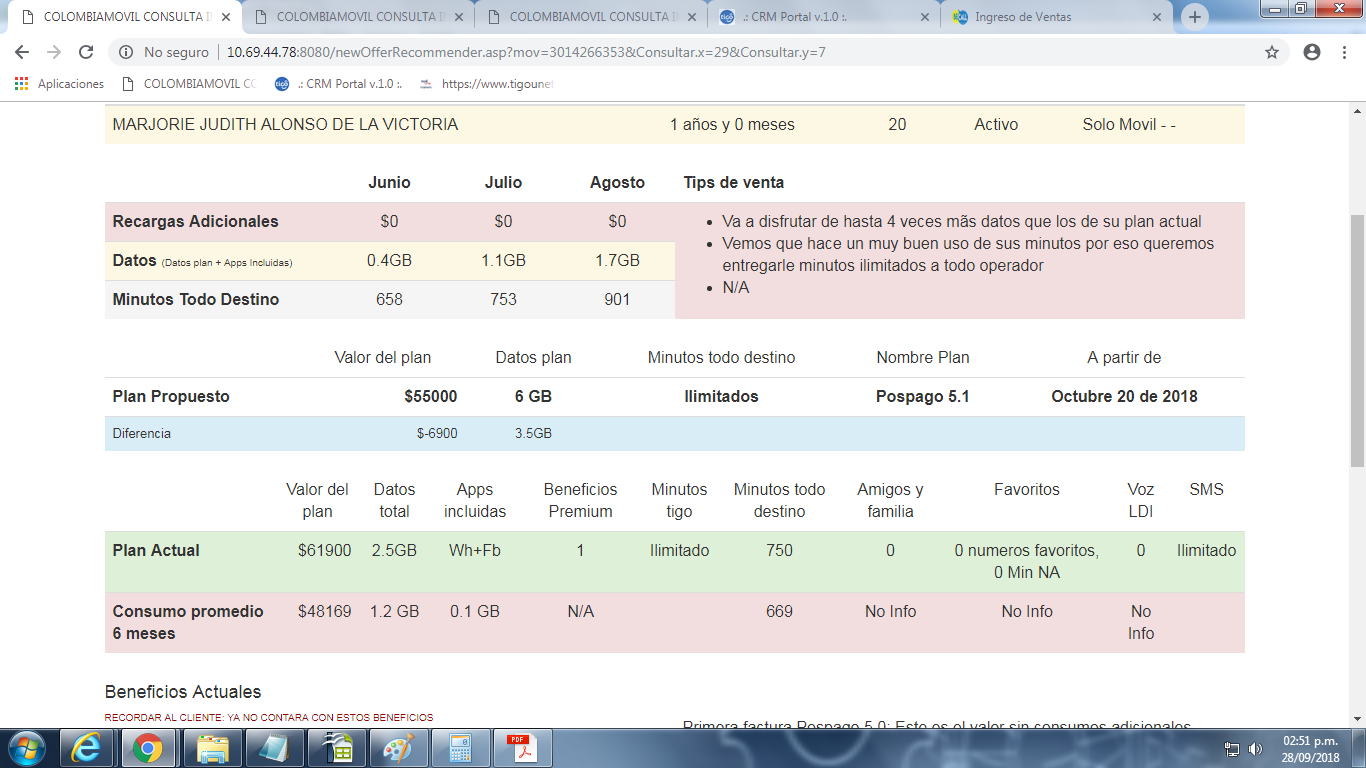 COLOMBIAMOVIL CONSULTA I
COLOMBIAMOVIL CONSULTA I
COLOMBIAMOVIL CONSULTA I
.: CRM Portal v.1.0 :.
Ingreso de Ventas
No seguro | 10.69.44.78:8080/newOfferRecommender.asp?mov=3014266353&Consultar.x=29&Consultar.y=7
Aplicaciones COLOMBIAMOVIL CO .: CRM Portal v.1.0 :. https://www.tigounet
MARJORIE JUDITH ALONSO DE LA VICTORIA 1 años y 0 meses 20 Activo Solo Movil - -
Junio Julio Agosto Tips de venta
Recargas Adicionales $0 $0 $0
Datos (Datos plan + Apps Incluidas) 0.4GB 1.1GB 1.7GB
Minutos Todo Destino 658 753 901
• Va a disfrutar de hasta 4 veces mãs datos que los de su plan actual
• Vemos que hace un muy buen uso de sus minutos por eso queremos
entregarle minutos ilimitados a todo operador
• N/A
Valor del plan Datos plan Minutos todo destino Nombre Plan A partir de
Plan Propuesto $55000 6 GB Ilimitados Pospago 5.1 Octubre 20 de 2018
Diferencia $-6900 3.5GB
Valor del Datos Apps Beneficios Minutos Minutos todo Amigos y Favoritos Voz SMS
plan total incluidas Premium tigo destino familia LDI
Plan Actual $61900 2.5GB Wh+Fb 1 Ilimitado 750 0 0 numeros favoritos, 0 Ilimitado
0 Min NA
Consumo promedio $48169 1.2 GB 0.1 GB N/A 669 No Info No Info No
6 meses Info
Beneficios Actuales
RECORDAR AL CLIENTE: YA NO CONTARA CON ESTOS BENEFICIOS
Primera factura Pospago 5.0: Este es el valor sin consumos adicionales
02:51 p.m.
28/09/2018